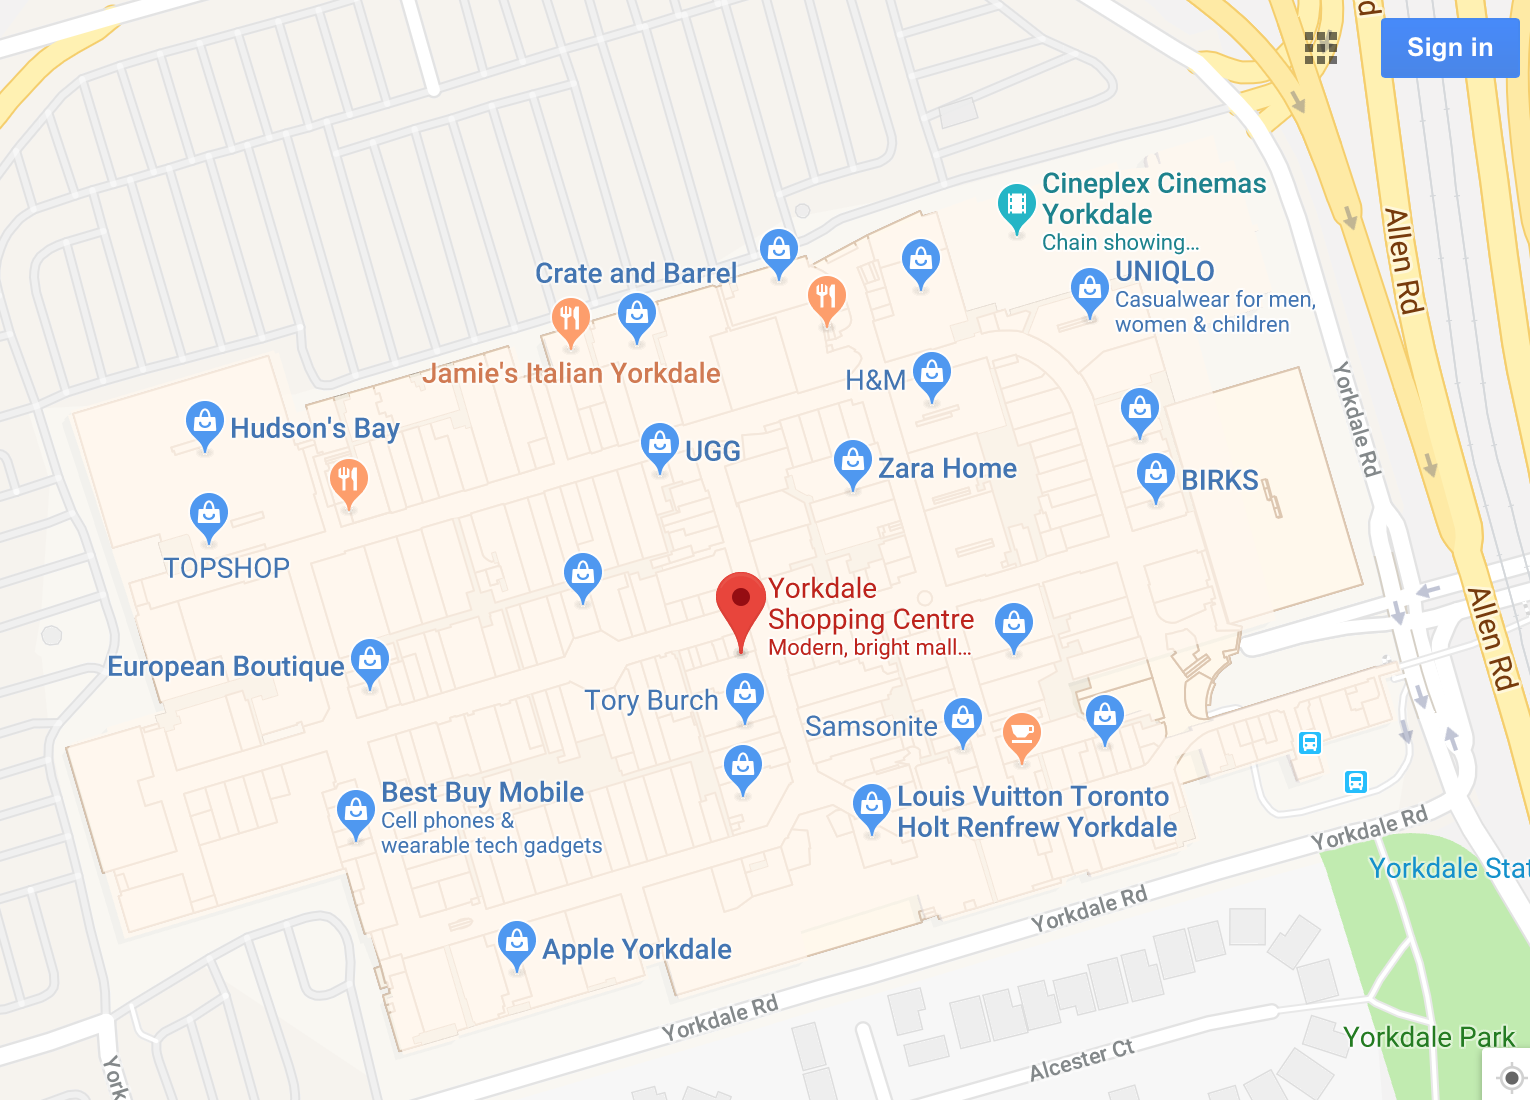 Rd
Sign in
Cineplex Cinemas
Yorkdale
Chain showing...
Allen Rd
Crate and Barrel
UNIQLO
Casualwear for men,
women & children
Jamie's Italian Yorkdale
H&M
Yorkdale Rd
Hudson's Bay
UGG
Zara Home
BIRKS
TOPSHOP
Yorkdale
Shopping Centre
Modern, bright mall...
Allen Rd
European Boutique
Tory Burch
Samsonite
Best Buy Mobile
Cell phones &
wearable tech gadgets
Louis Vuitton Toronto
Holt Renfrew Yorkdale
Yorkdale Rd
Yorkdale Stat
Yorkdale Rd
Apple Yorkdale
Yorkdale Rd
Yorkdale Park
Alcester Ct
York